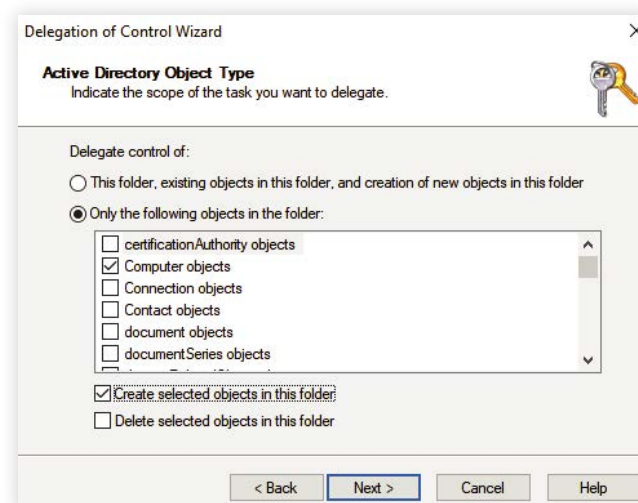 Delegation of Control Wizard
Active Directory Object Type
Indicate the scope of the task you want to delegate.
Delegate control of:
This folder, existing objects in this folder, and creation of new objects in this folder
Only the following objects in the folder:
certificationAuthority objects
Computer objects
Connection objects
Contact objects
document objects
documentSeries objects
Create selected objects in this folder
Delete selected objects in this folder
< Back
Next >
Cancel
Help